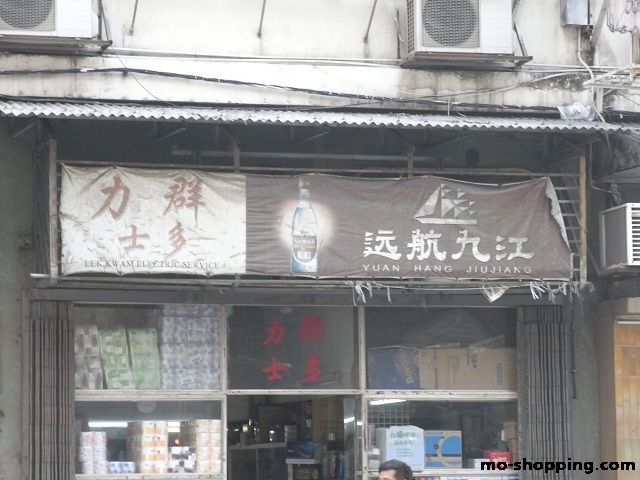 力群
士多
LEK KWAM ELECTRIC SERVICE
远航九江
YUAN HANG JIUJIANG
力群
士多
mo-shopping.com